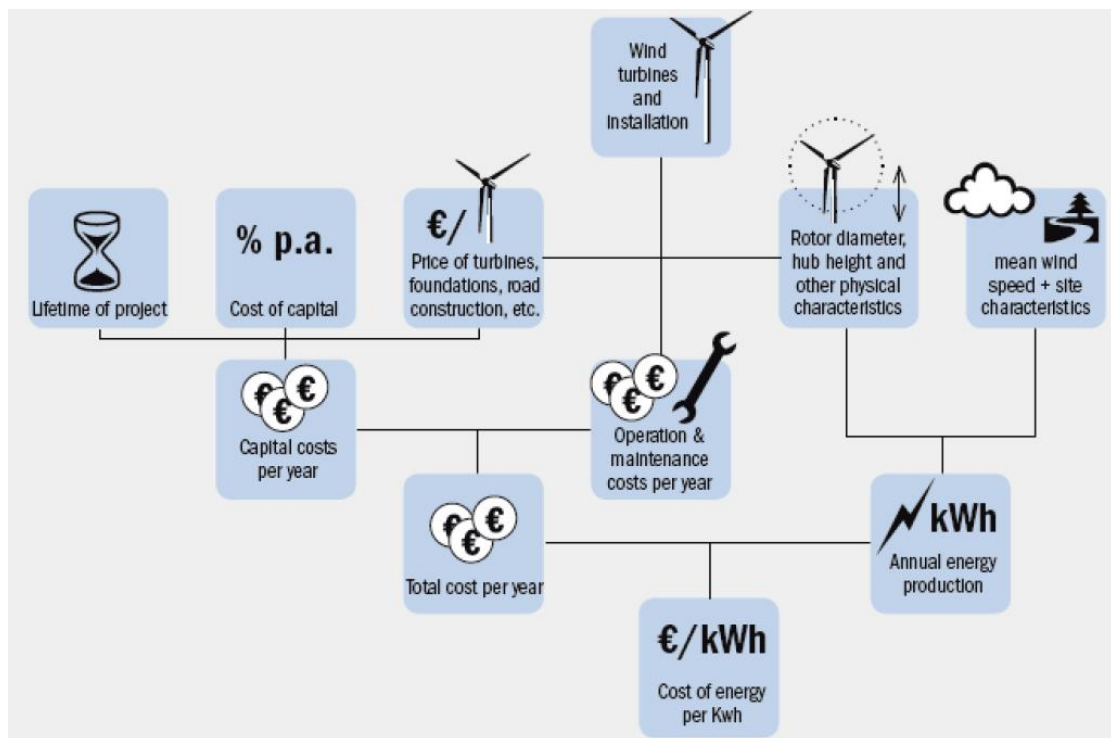 Wind
turbines
and
installation
Lifetime of project
% p.a.
Cost of capital
€/
Price of turbines,
foundations, road
construction, etc.
Rotor diameter,
hub height and
other physical
characteristics
mean wind
speed + site
characteristics
€ € €
Capital costs
per year
€ € €
Operation &
maintenance
costs per year
€ € €
Total cost per year
kWh
Annual energy
production
€/kWh
Cost of energy
per Kwh